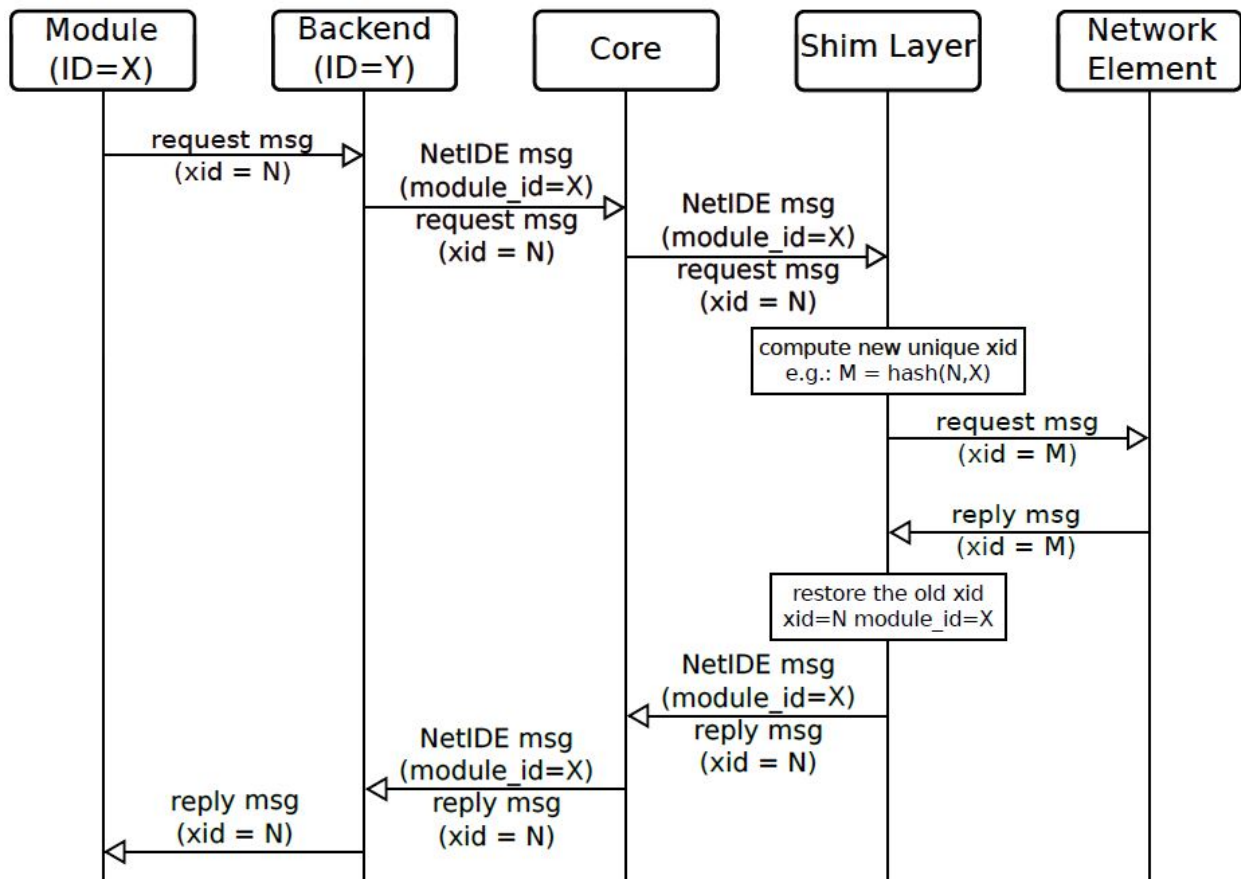 Module
(ID=X)
Backend
(ID=Y)
Core
Shim Layer
Network
Element
request msg
(xid = N)
NetIDE msg
(module_id=X)
request msg
(xid = N)
NetIDE msg
(module_id=X)
request msg
(xid = N)
compute new unique xid
e.g.: M = hash(N,X)
request msg
(xid = M)
reply msg
(xid = M)
restore the old xid
xid=N module_id=X
NetIDE msg
(module_id=X)
reply msg
(xid = N)
NetIDE msg
(module_id=X)
reply msg
(xid = N)
reply msg
(xid = N)